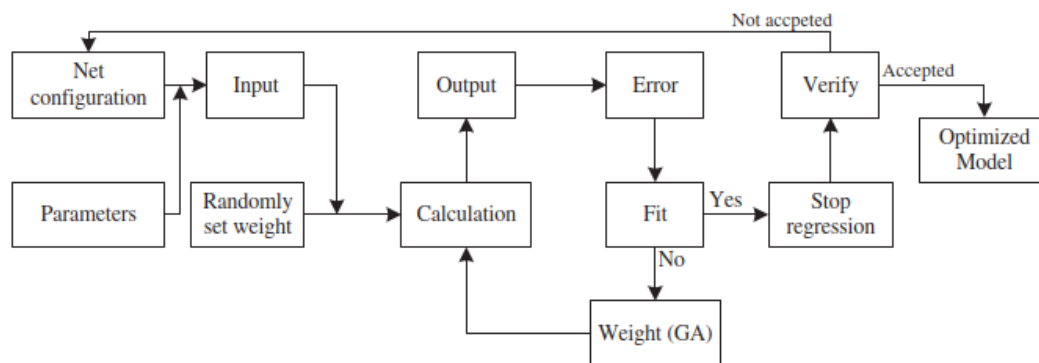 Not accpeted
Net
configuration
Input
Output
Error
Verify
Accepted
Optimized
Model
Parameters
Randomly
set weight
Calculation
Fit
Yes
Stop
regression
No
Weight (GA)